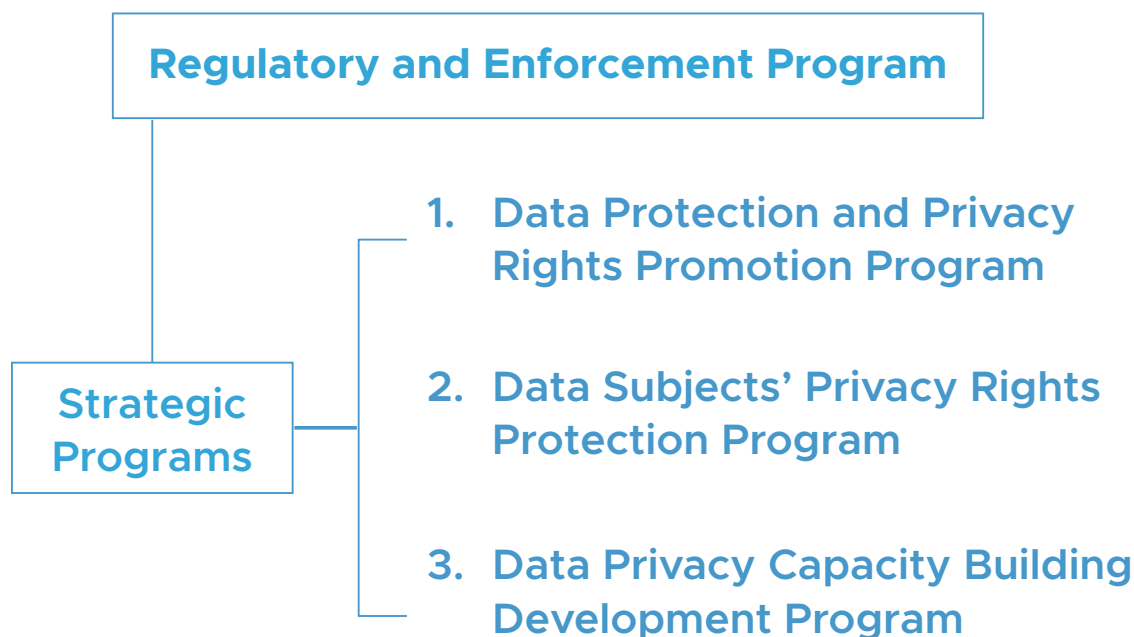 Regulatory and Enforcement Program
1. Data Protection and Privacy
Rights Promotion Program
Strategic
Programs
2. Data Subjects’ Privacy Rights
Protection Program
3. Data Privacy Capacity Building
Development Program